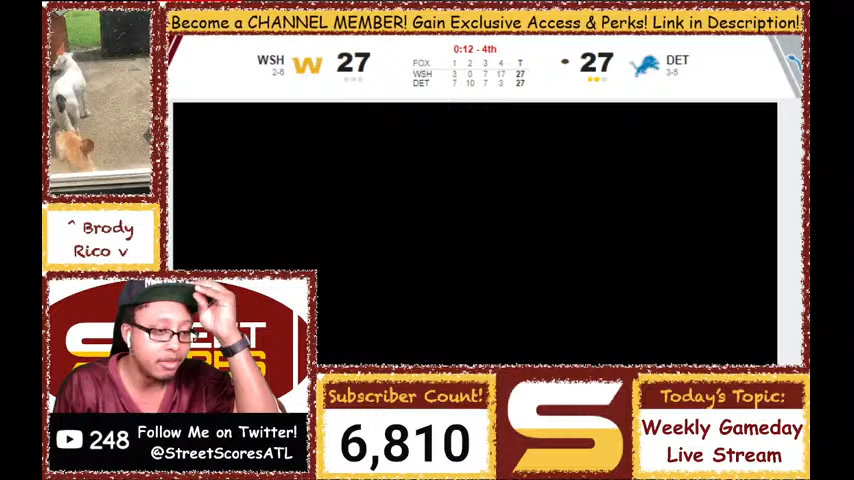 Become a CHANNEL MEMBER! Gain Exclusive Access & Perks! Link in Description!
0:12 - 4th
WSH 27 27 DET
2-6 3-5
FOX 1 2 3 4 T
WSH 3 0 7 17 27
DET 7 10 7 3 27
^ Brody
Rico v
STREET
SCORES
Subscriber Count!
6,810
Today's Topic:
Weekly Gameday
Live Stream
248
Follow Me on Twitter!
@StreetScoresATL